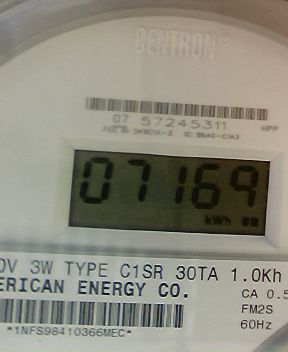 CENTRON®
07 57245311
HPP
07169
kWh
0V 3W TYPE C1SR 30TA 1.0Kh
ERICAN ENERGY CO.
CA 0.5
FM2S
60Hz
*1NFS98410366MEC*